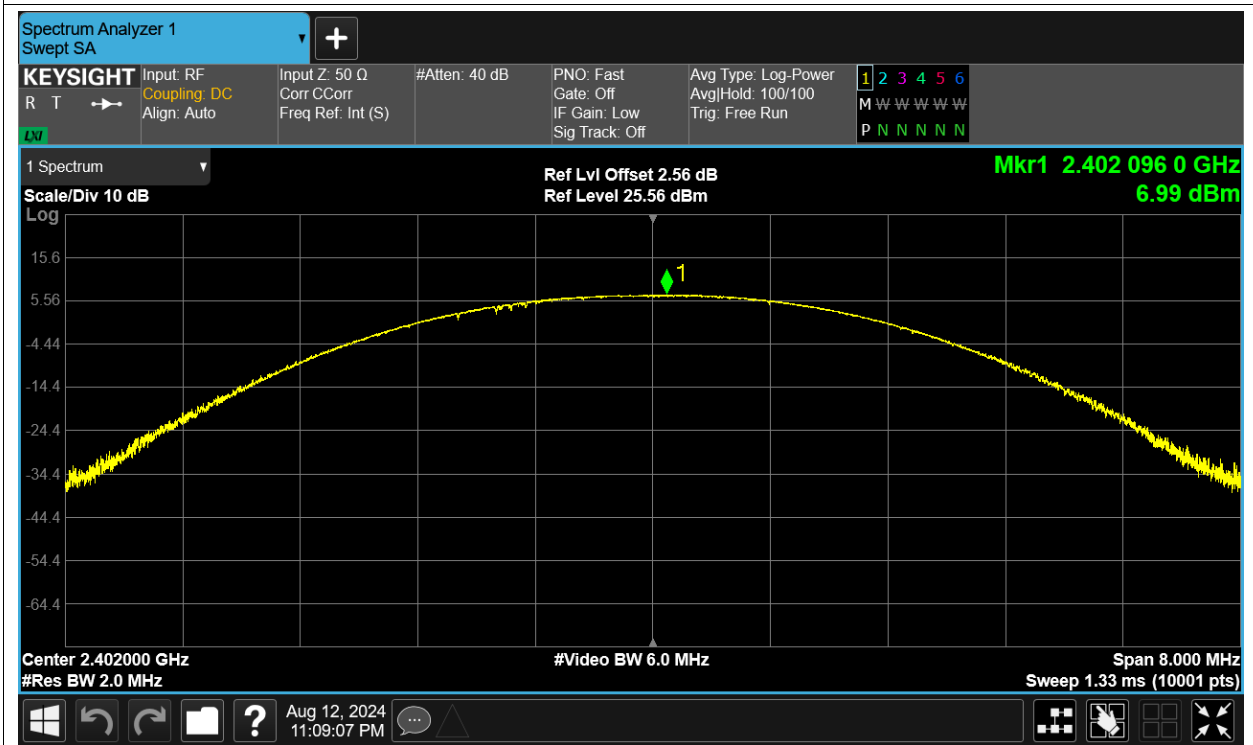 Spectrum Analyzer 1
Swept SA
+
KEYSIGHT
R T
LXI
Input: RF
Coupling: DC
Align: Auto
Input Z: 50 Ω
Corr CCorr
Freq Ref: Int (S)
#Atten: 40 dB
PNO: Fast
Gate: Off
IF Gain: Low
Sig Track: Off
Avg Type: Log-Power
Avg|Hold: 100/100
Trig: Free Run
1 2 3 4 5 6
M W W W W W
P N N N N N
1 Spectrum
Scale/Div 10 dB
Ref Lvl Offset 2.56 dB
Ref Level 25.56 dBm
Mkr1 2.402 096 0 GHz
6.99 dBm
Log
15.6
5.56
-4.44
-14.4
-24.4
-34.4
-44.4
-54.4
-64.4
1
Center 2.402000 GHz
#Res BW 2.0 MHz
#Video BW 6.0 MHz
Span 8.000 MHz
Sweep 1.33 ms (10001 pts)
?
Aug 12, 2024
11:09:07 PM